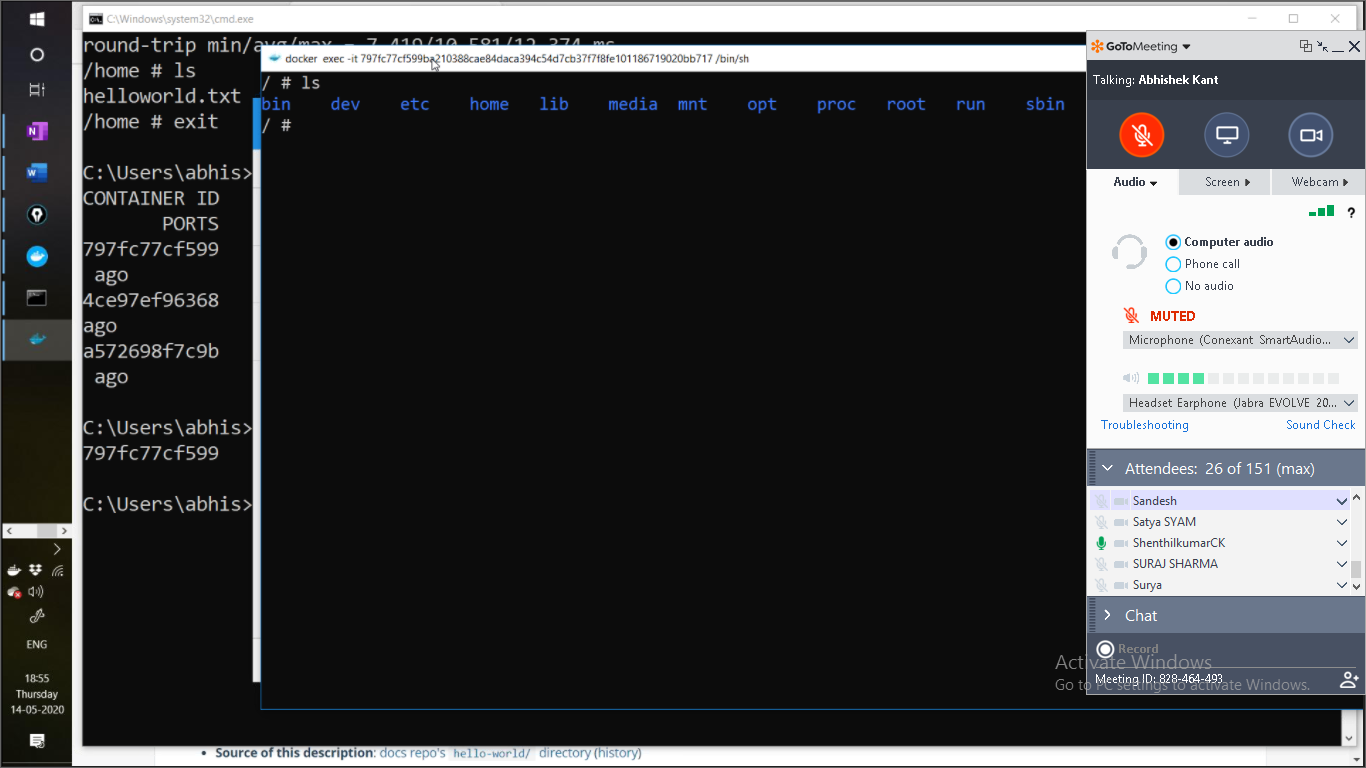 C:\Windows\system32\cmd.exe
round-trip min/avg/max = 7.419/10.581/12.374 ms
/home # ls
helloworld.txt
/home # exit
C:\Users\abhis>
CONTAINER ID
PORTS
797fc77cf599
ago
4ce97ef96368
ago
a572698f7c9b
ago
C:\Users\abhis>
797fc77cf599
C:\Users\abhis>
docker exec -it 797fc77cf599ba210388cae84daca394c54d7cb37f7f8fe101186719020bb717 /bin/sh
/ # ls
bin dev etc home lib media mnt opt proc root run sbin
/ #
GoToMeeting
Talking: Abhishek Kant
Audio Screen Webcam
?
Computer audio
Phone call
No audio
MUTED
Microphone (Conexant SmartAudio...
Headset Earphone (Jabra EVOLVE 20...
Troubleshooting Sound Check
Attendees: 26 of 151 (max)
Sandesh
Satya SYAM
ShenthilkumarCK
SURAJ SHARMA
Surya
Chat
Record
Activate Windows
Go to PC settings to activate Windows.
Meeting ID: 828-464-493
ENG
18:55
Thursday
14-05-2020
Source of this description: docs repo's hello-world/ directory (history)